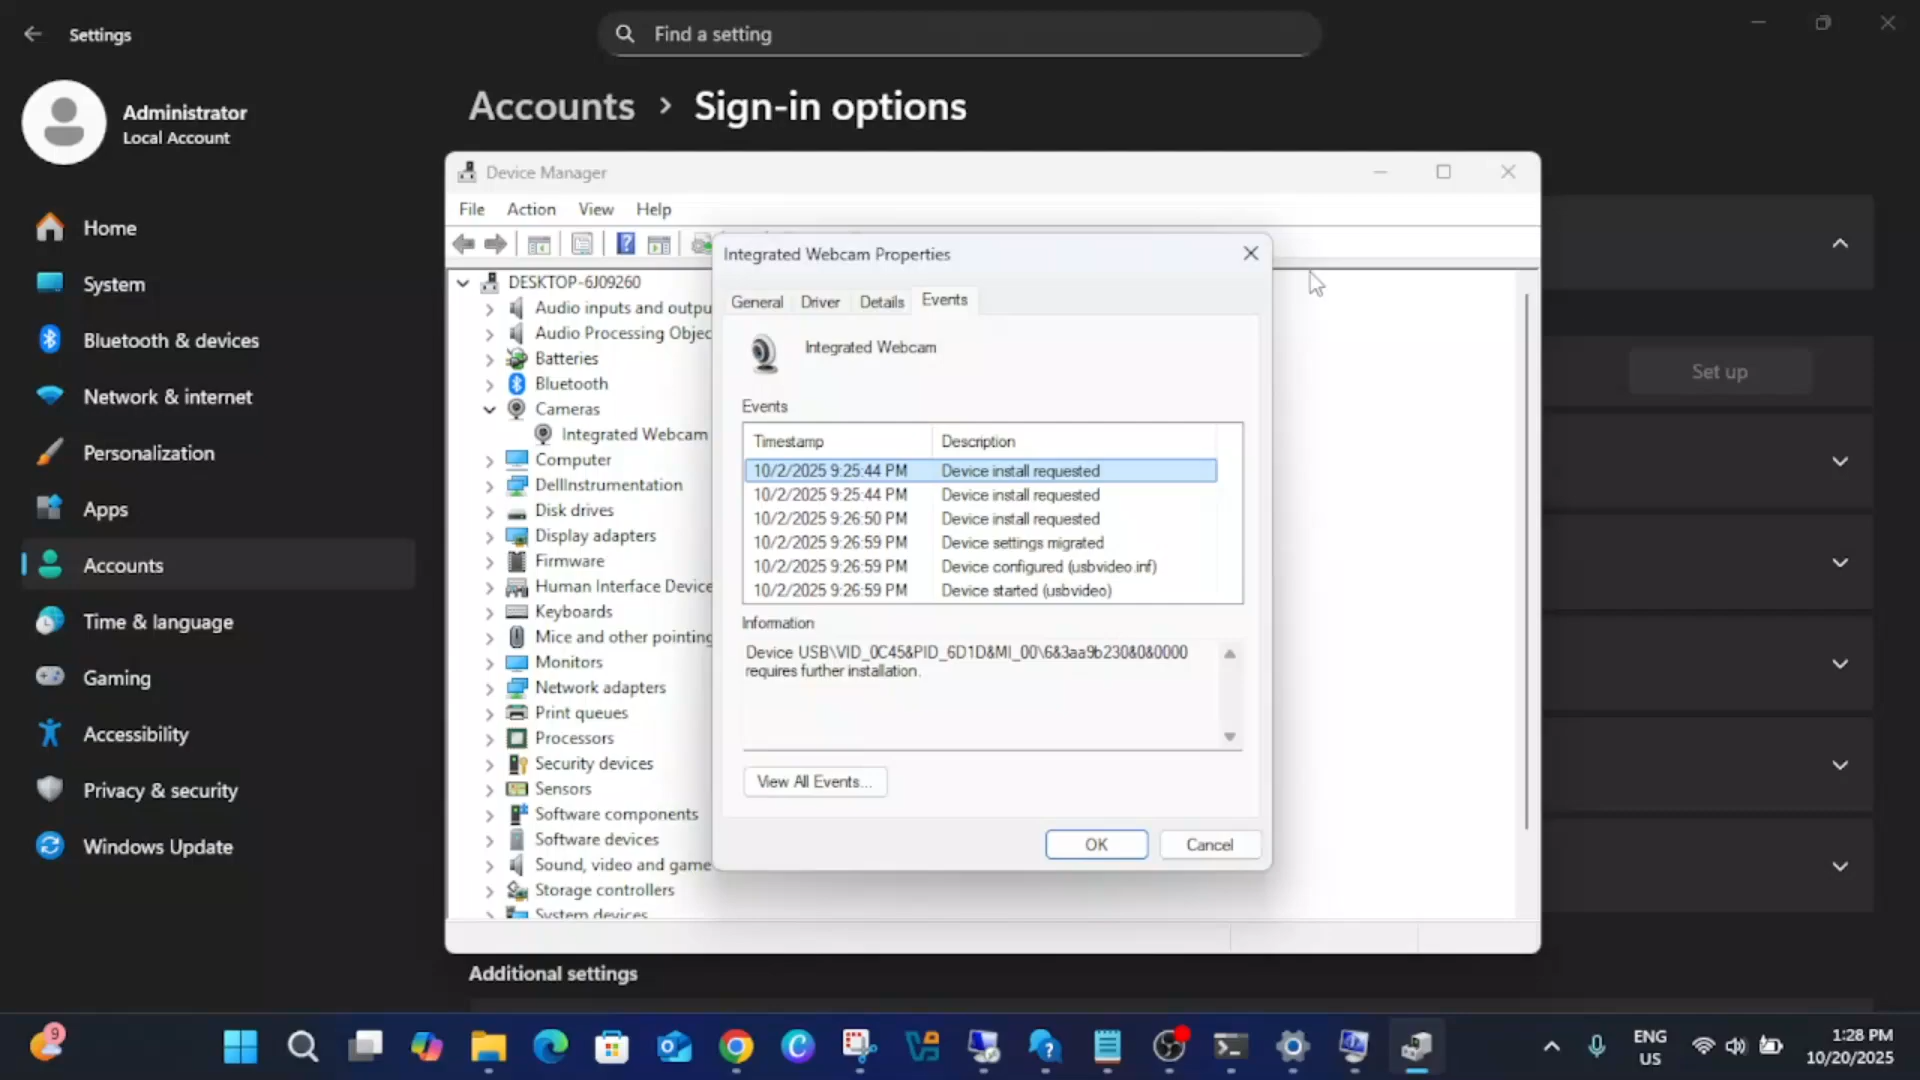 Settings
Find a setting
Administrator
Local Account
Home
System
Bluetooth & devices
Network & internet
Personalization
Apps
Accounts
Time & language
Gaming
Accessibility
Privacy & security
Windows Update
Accounts > Sign-in options
Set up
Additional settings
Device Manager
File Action View Help
DESKTOP-6J09260
Audio inputs and outpu
Audio Processing Objec
Batteries
Bluetooth
Cameras
Integrated Webcam
Computer
DellInstrumentation
Disk drives
Display adapters
Firmware
Human Interface Device
Keyboards
Mice and other pointing
Monitors
Network adapters
Print queues
Processors
Security devices
Sensors
Software components
Software devices
Sound, video and game
Storage controllers
System devices
Integrated Webcam Properties
General Driver Details Events
Integrated Webcam
Events
Timestamp Description
10/2/2025 9:25:44 PM Device install requested
10/2/2025 9:25:44 PM Device install requested
10/2/2025 9:26:50 PM Device install requested
10/2/2025 9:26:59 PM Device settings migrated
10/2/2025 9:26:59 PM Device configured (usbvideo.inf)
10/2/2025 9:26:59 PM Device started (usbvideo)
Information
Device USB\VID_0C45&PID_6D1D&MI_00\6&3aa9b230&0&0000
requires further installation.
View All Events...
OK Cancel
9
ENG
US
1:28 PM
10/20/2025